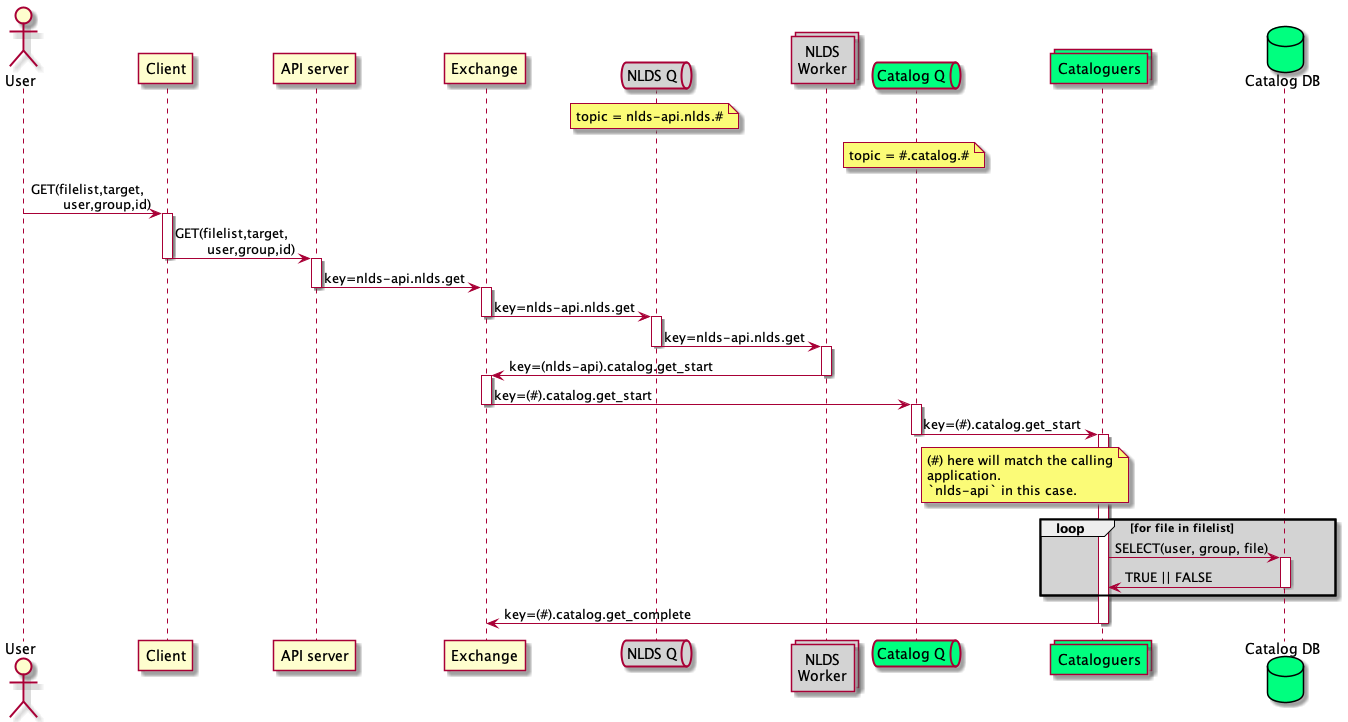 User
Client
API server
Exchange
NLDS Q
NLDS
Worker
Catalog Q
Cataloguers
Catalog DB
topic = nlds-api.nlds.#
topic = #.catalog.#
GET(filelist,target,
user,group,id)
GET(filelist,target,
user,group,id)
key=nlds-api.nlds.get
key=nlds-api.nlds.get
key=nlds-api.nlds.get
key=(nlds-api).catalog.get_start
key=(#).catalog.get_start
key=(#).catalog.get_start
(#) here will match the calling
application.
`nlds-api` in this case.
loop [for file in filelist]
SELECT(user, group, file)
TRUE || FALSE
key=(#).catalog.get_complete
User
Client
API server
Exchange
NLDS Q
NLDS
Worker
Catalog Q
Cataloguers
Catalog DB